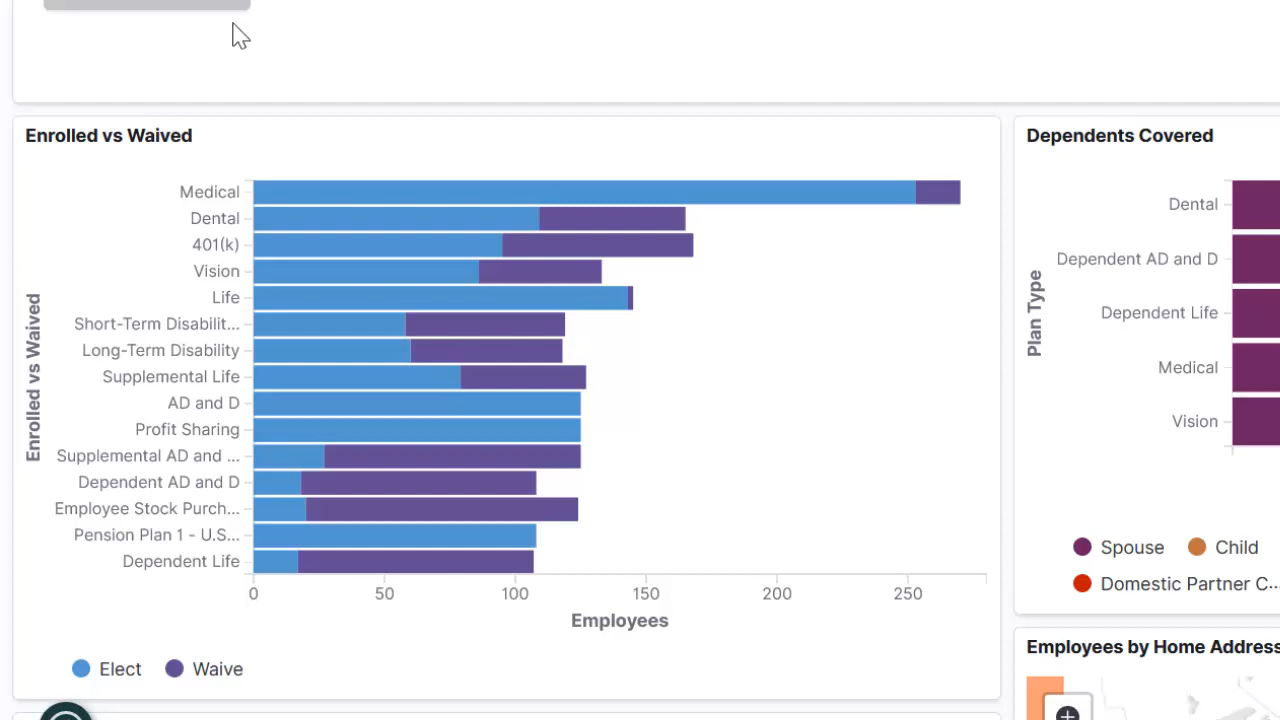 Enrolled vs Waived
Enrolled vs Waived
Medical
Dental
401(k)
Vision
Life
Short-Term Disabilit...
Long-Term Disability
Supplemental Life
AD and D
Profit Sharing
Supplemental AD and ...
Dependent AD and D
Employee Stock Purch...
Pension Plan 1 - U.S...
Dependent Life
0 50 100 150 200 250
Employees
Elect Waive
Dependents Covered
Plan Type
Dental
Dependent AD and D
Dependent Life
Medical
Vision
Spouse Child
Domestic Partner C...
Employees by Home Address